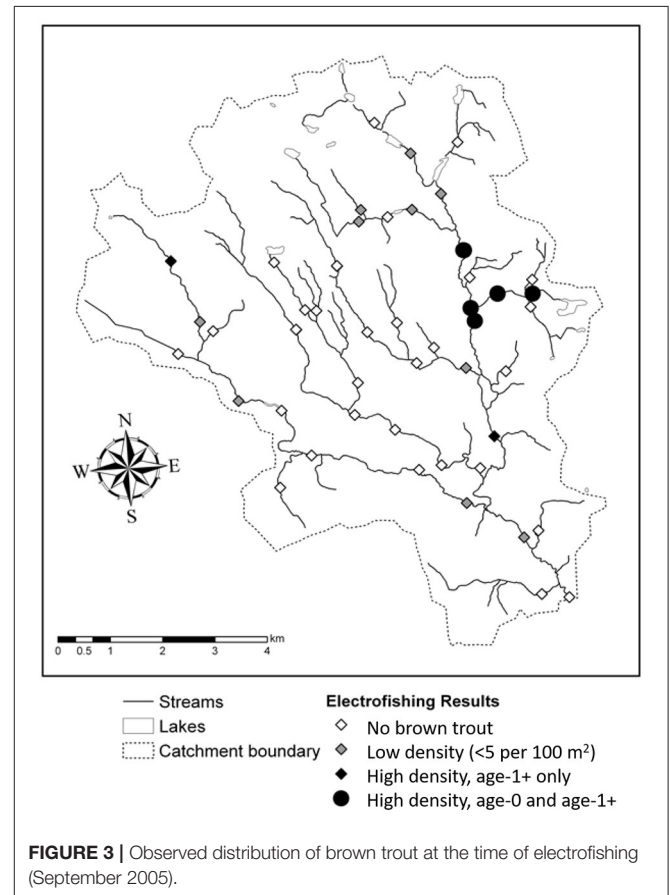 N
W E
S
km
0 0.5 1 2 3 4
Streams
Lakes
Catchment boundary
Electrofishing Results
No brown trout
Low density (<5 per 100 m²)
High density, age-1+ only
High density, age-0 and age-1+
FIGURE 3 | Observed distribution of brown trout at the time of electrofishing
(September 2005).